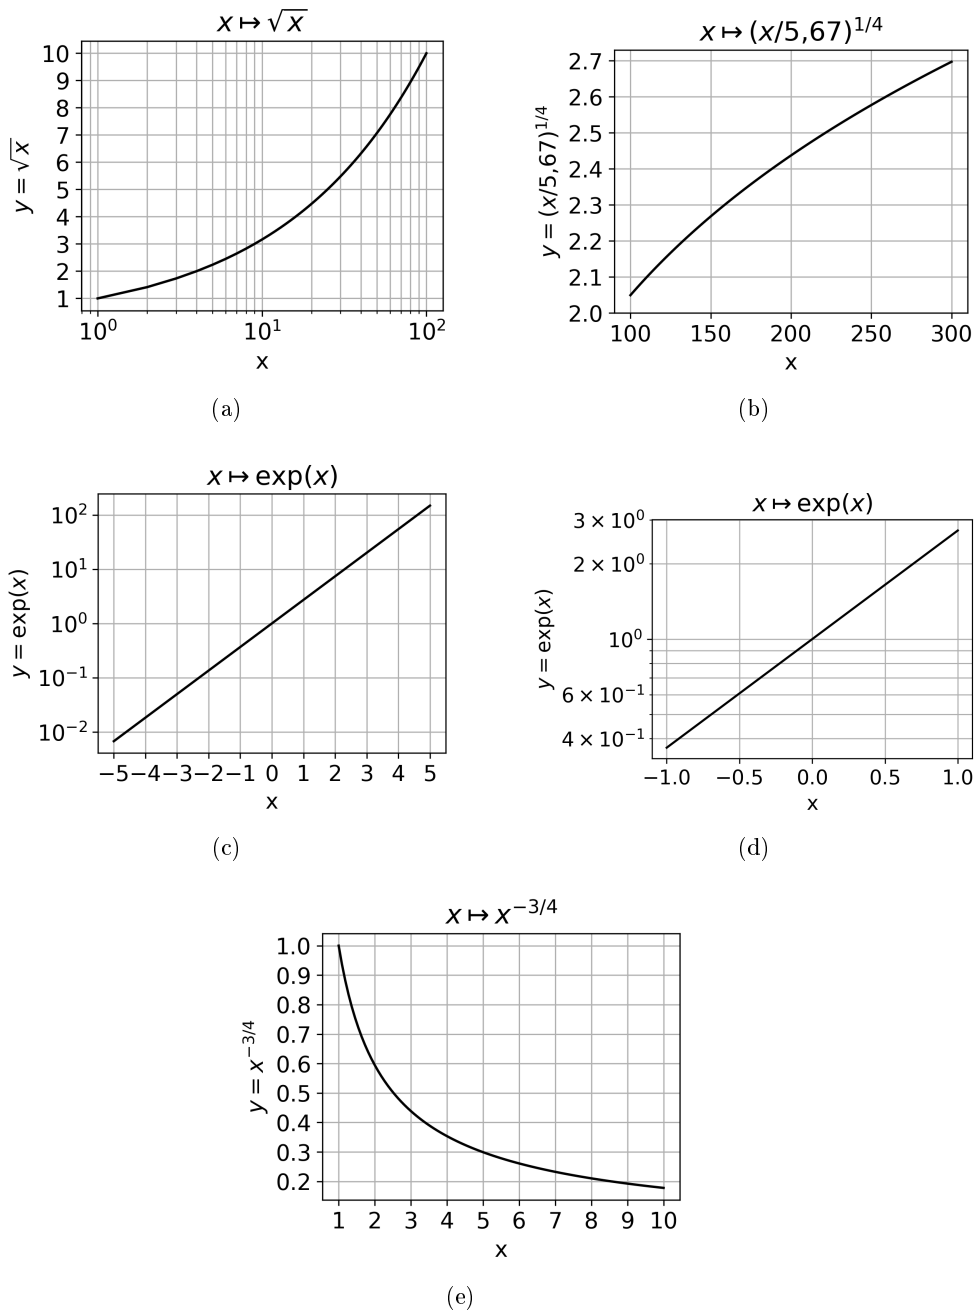 x ↦ √x
10
9
8
7
6
5
4
3
2
1
y = √x
10⁰ 10¹ 10²
x
(a)
x ↦ (x/5,67)^{1/4}
2.7
2.6
2.5
2.4
2.3
2.2
2.1
2.0
y = (x/5,67)^{1/4}
100 150 200 250 300
x
(b)
x ↦ exp(x)
10²
10¹
10⁰
10⁻¹
10⁻²
y = exp(x)
−5−4−3−2−1 0 1 2 3 4 5
x
(c)
x ↦ exp(x)
3 × 10⁰
2 × 10⁰
10⁰
6 × 10⁻¹
4 × 10⁻¹
y = exp(x)
−1.0 −0.5 0.0 0.5 1.0
x
(d)
x ↦ x^{−3/4}
1.0
0.9
0.8
0.7
0.6
0.5
0.4
0.3
0.2
y = x^{−3/4}
1 2 3 4 5 6 7 8 9 10
x
(e)